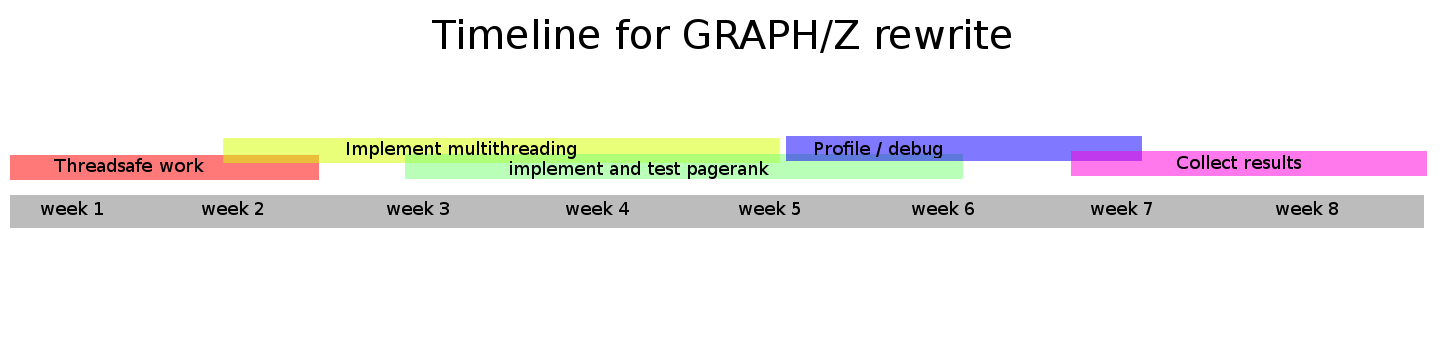 Timeline for GRAPH/Z rewrite
Implement multithreading
Profile / debug
Threadsafe work
implement and test pagerank
Collect results
week 1 week 2 week 3 week 4 week 5 week 6 week 7 week 8